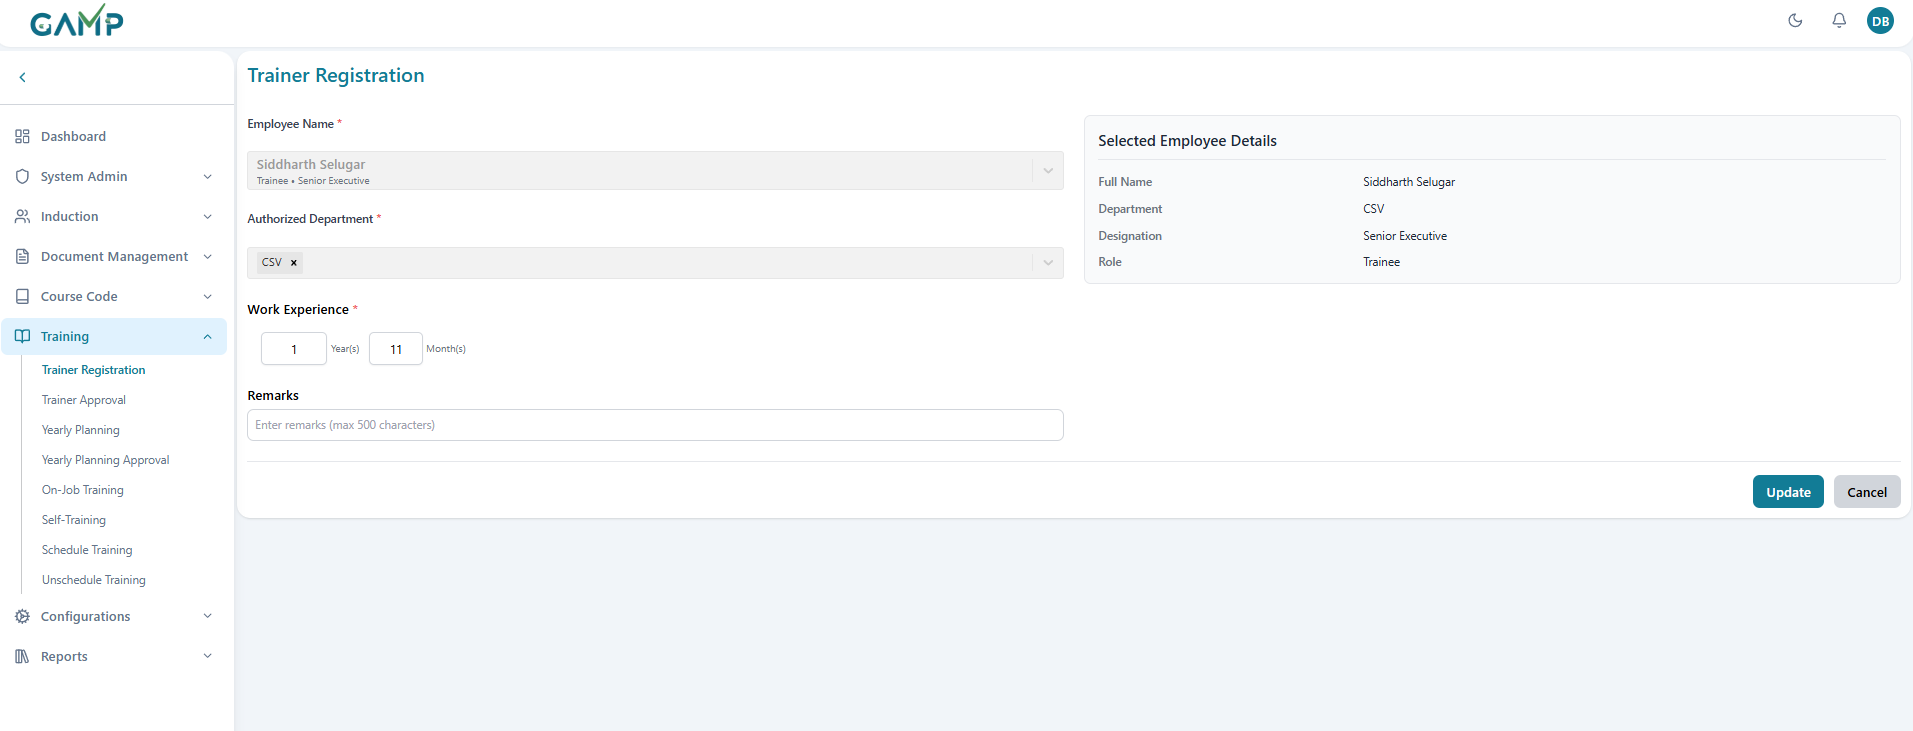 GAMP
DB
Dashboard
System Admin
Induction
Document Management
Course Code
Training
Trainer Registration
Trainer Approval
Yearly Planning
Yearly Planning Approval
On-Job Training
Self-Training
Schedule Training
Unschedule Training
Configurations
Reports
Trainer Registration
Employee Name *
Siddharth Selugar
Trainee • Senior Executive
Authorized Department *
CSV ×
Work Experience *
1 Year(s) 11 Month(s)
Remarks
Enter remarks (max 500 characters)
Selected Employee Details
Full Name Siddharth Selugar
Department CSV
Designation Senior Executive
Role Trainee
Update Cancel